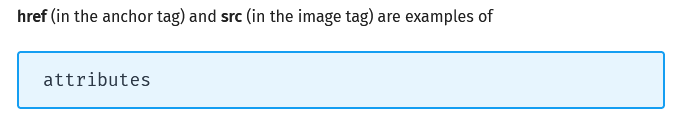 href (in the anchor tag) and src (in the image tag) are examples of
attributes